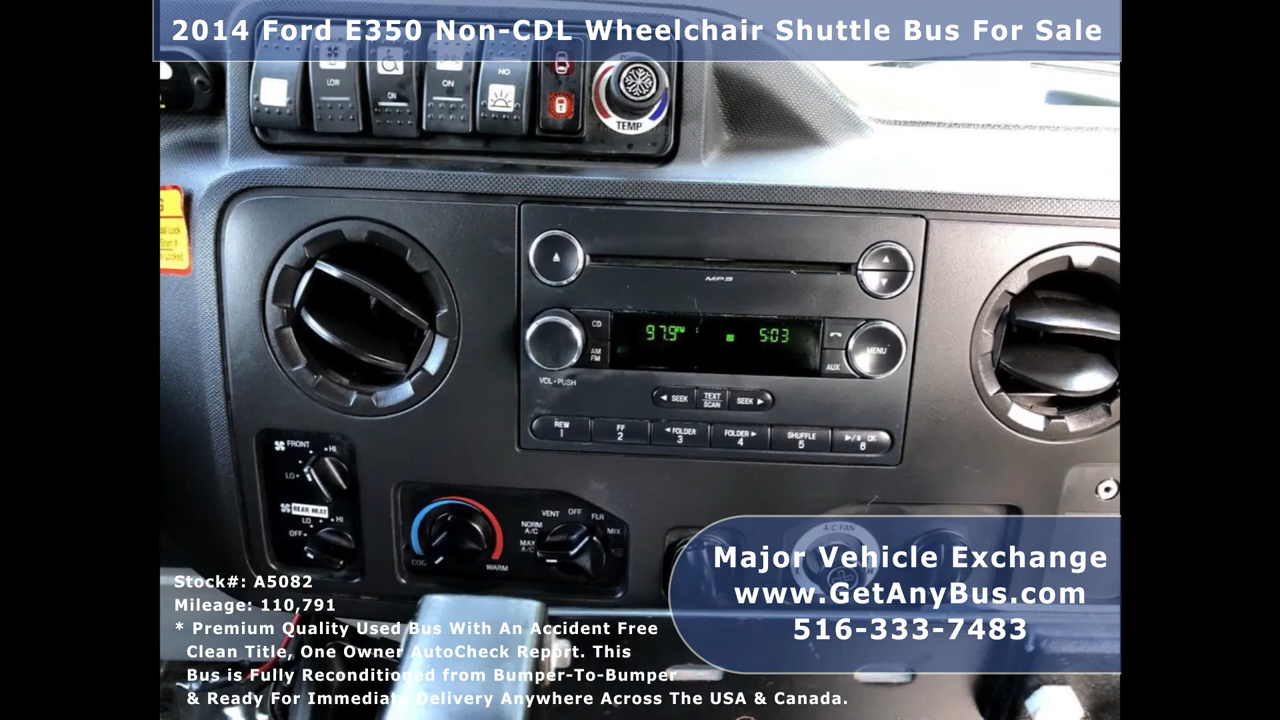 2014 Ford E350 Non-CDL Wheelchair Shuttle Bus For Sale
LOW
ON
ON
NO
TEMP
MP3
CD
97.9
5:03
AM
FM
MENU
AUX
VOL•PUSH
◄ SEEK
TEXT
SCAN
SEEK ►
REW
1
FF
2
◄ FOLDER
3
FOLDER ►
4
SHUFFLE
5
►/II OK
6
FRONT
HI
LO
REAR HEAT
LO
HI
OFF
VENT
OFF
FLR
MIX
NORM
A/C
MAX
A/C
WARM
A/C FAN
Major Vehicle Exchange
www.GetAnyBus.com
516-333-7483
Stock#: A5082
Mileage: 110,791
* Premium Quality Used Bus With An Accident Free
Clean Title, One Owner AutoCheck Report. This
Bus is Fully Reconditioned from Bumper-To-Bumper
& Ready For Immediate Delivery Anywhere Across The USA & Canada.